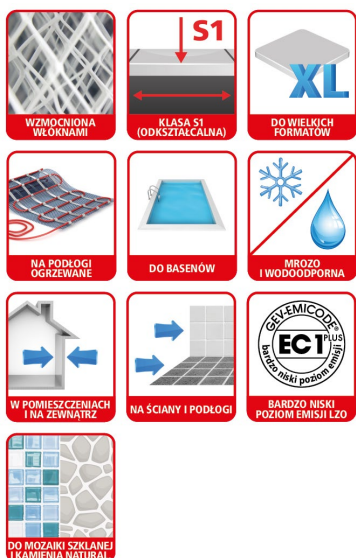 WZMOCNIONA
WŁÓKNAMI
S1
KLASA S1
(ODKSZTAŁCALNA)
XL
DO WIELKICH
FORMATÓW
NA PODŁOGI
OGRZEWANE
DO BASENÓW
MROZO
I WODOODPORNA
W POMIESZCZENIACH
I NA ZEWNĄTRZ
NA ŚCIANY I PODŁOGI
GEV-EMICODE®
EC1 PLUS
bardzo niski poziom emisji
BARDZO NISKI
POZIOM EMISJI LZO
DO MOZAIKI SZKLANEJ
I KAMIENIA NATURAL.